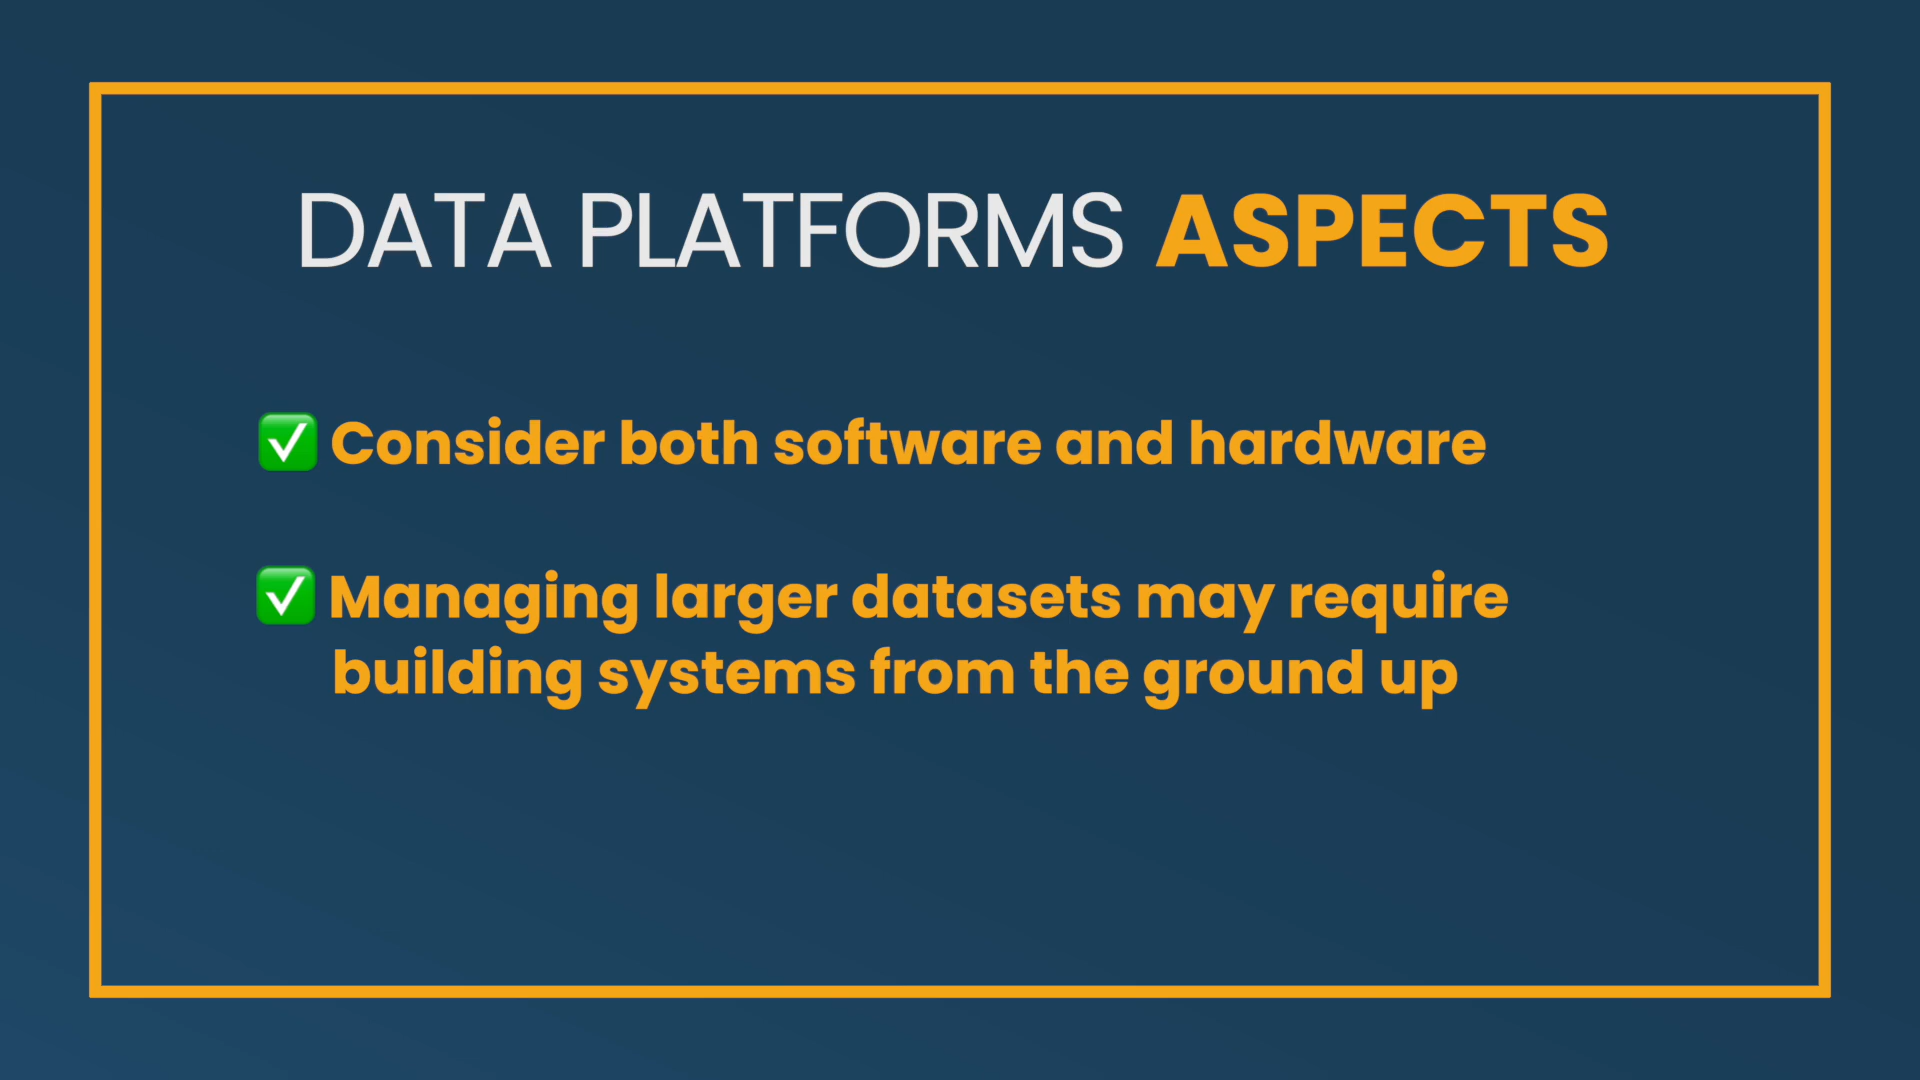 DATA PLATFORMS ASPECTS
✅ Consider both software and hardware
✅ Managing larger datasets may require
building systems from the ground up